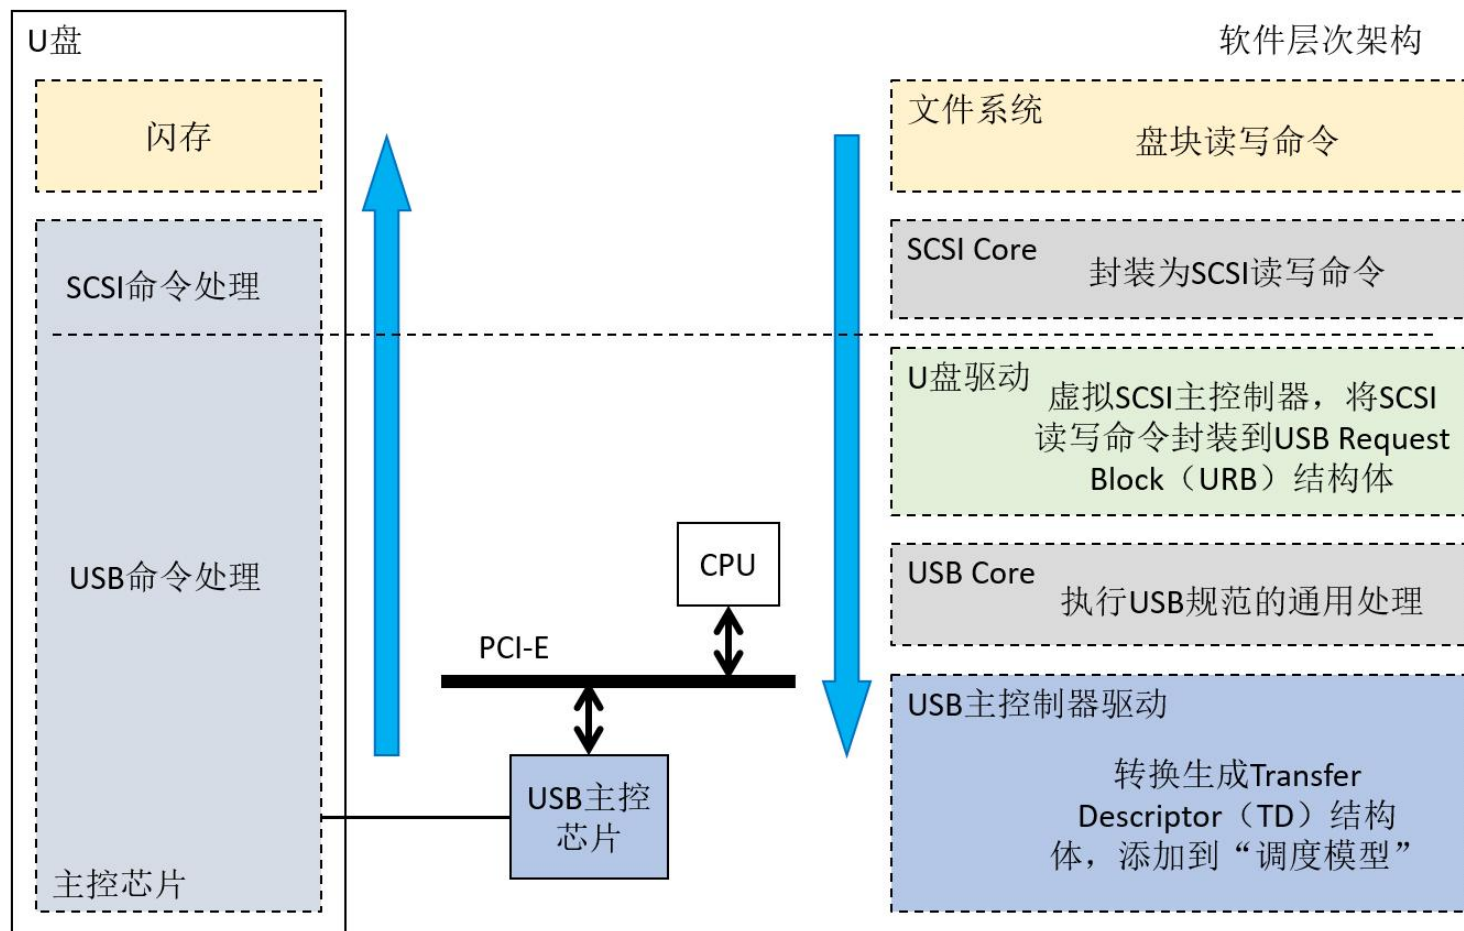 U盘
闪存
SCSI命令处理
USB命令处理
主控芯片
CPU
PCI-E
USB主控
芯片
软件层次架构
文件系统
盘块读写命令
SCSI Core
封装为SCSI读写命令
U盘驱动
虚拟SCSI主控制器，将SCSI
读写命令封装到USB Request
Block（URB）结构体
USB Core
执行USB规范的通用处理
USB主控制器驱动
转换生成Transfer
Descriptor（TD）结构
体，添加到“调度模型”